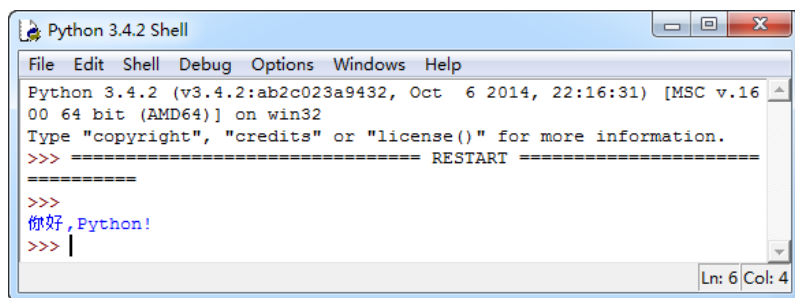 Python 3.4.2 Shell
File Edit Shell Debug Options Windows Help
Python 3.4.2 (v3.4.2:ab2c023a9432, Oct  6 2014, 22:16:31) [MSC v.16
00 64 bit (AMD64)] on win32
Type "copyright", "credits" or "license()" for more information.
>>> ================================ RESTART ======================
==========
>>>
你好,Python!
>>>
Ln: 6 Col: 4